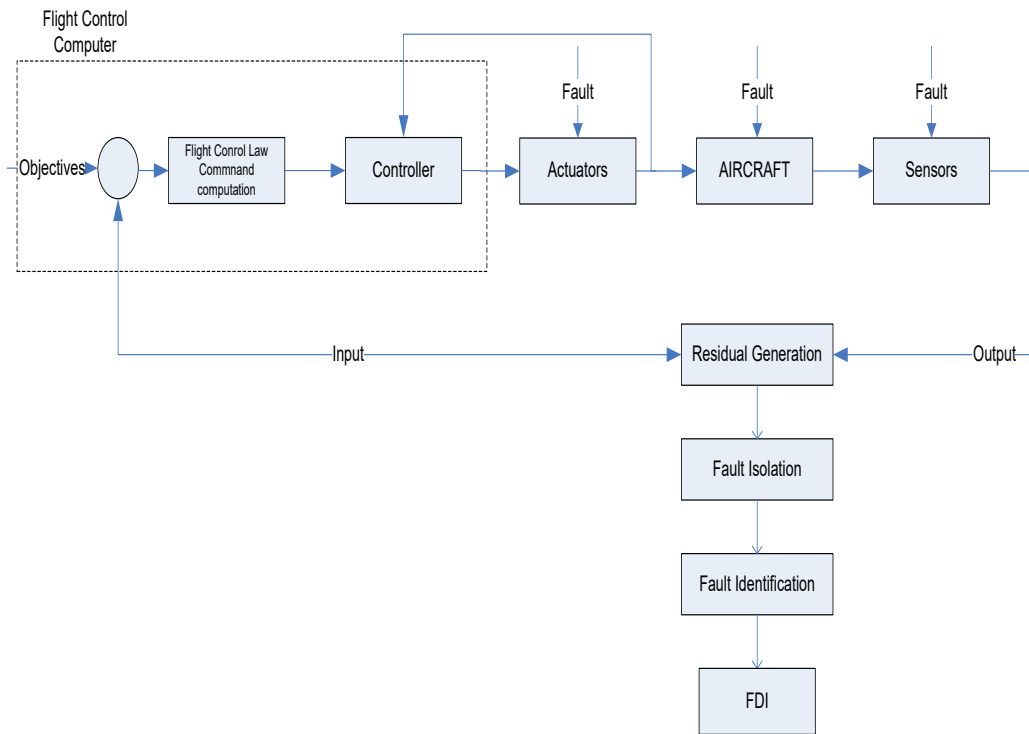 Flight Control
Computer
Fault
Fault
Fault
Objectives
Flight Conrol Law
Commnand
computation
Controller
Actuators
AIRCRAFT
Sensors
Input
Residual Generation
Output
Fault Isolation
Fault Identification
FDI